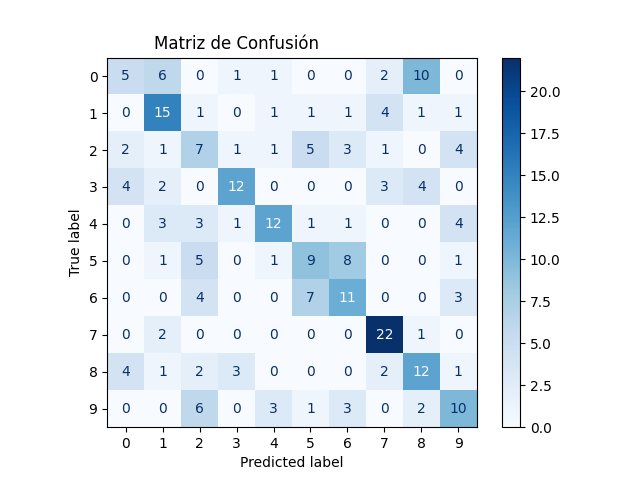 Matriz de Confusión
0 5 6 0 1 1 0 0 2 10 0
1 0 15 1 0 1 1 1 4 1 1
2 2 1 7 1 1 5 3 1 0 4
3 4 2 0 12 0 0 0 3 4 0
4 0 3 3 1 12 1 1 0 0 4
5 0 1 5 0 1 9 8 0 0 1
6 0 0 4 0 0 7 11 0 0 3
7 0 2 0 0 0 0 0 22 1 0
8 4 1 2 3 0 0 0 2 12 1
9 0 0 6 0 3 1 3 0 2 10
0 1 2 3 4 5 6 7 8 9
True label
Predicted label
20.0
17.5
15.0
12.5
10.0
7.5
5.0
2.5
0.0